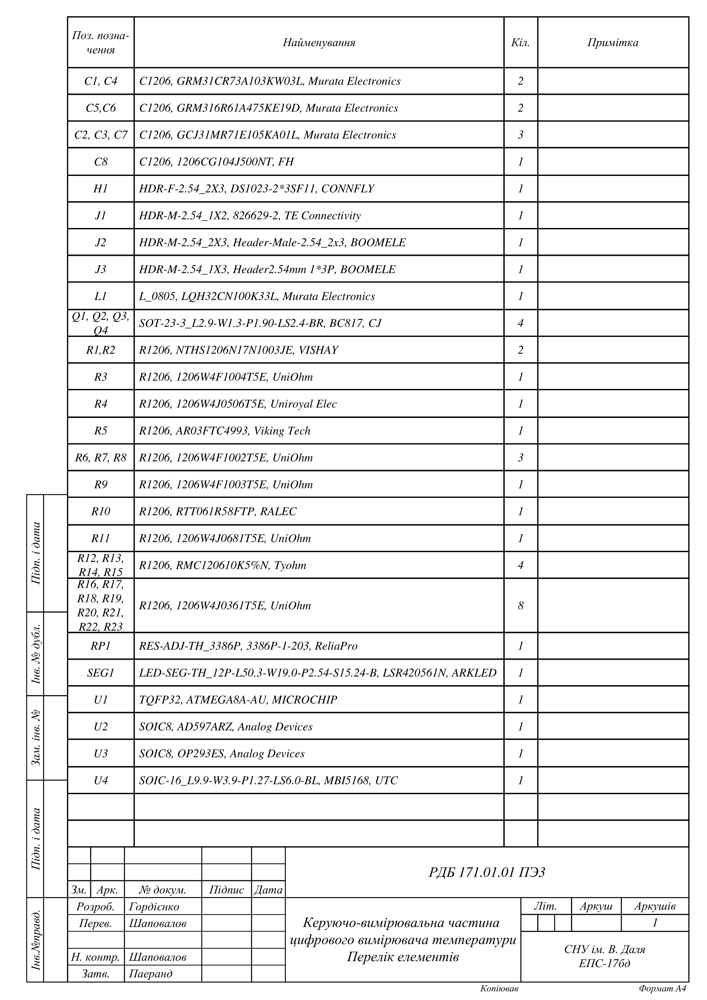 Поз. позна-
чення
Найменування
Кіл.
Примітка
C1, C4 C1206, GRM31CR73A103KW03L, Murata Electronics 2
C5,C6 C1206, GRM316R61A475KE19D, Murata Electronics 2
C2, C3, C7 C1206, GCJ31MR71E105KA01L, Murata Electronics 3
C8 C1206, 1206CG104J500NT, FH 1
H1 HDR-F-2.54_2X3, DS1023-2*3SF11, CONNFLY 1
J1 HDR-M-2.54_1X2, 826629-2, TE Connectivity 1
J2 HDR-M-2.54_2X3, Header-Male-2.54_2x3, BOOMELE 1
J3 HDR-M-2.54_1X3, Header2.54mm 1*3P, BOOMELE 1
L1 L_0805, LQH32CN100K33L, Murata Electronics 1
Q1, Q2, Q3,
Q4
SOT-23-3_L2.9-W1.3-P1.90-LS2.4-BR, BC817, CJ 4
R1,R2 R1206, NTHS1206N17N1003JE, VISHAY 2
R3 R1206, 1206W4F1004T5E, UniOhm 1
R4 R1206, 1206W4J0506T5E, Uniroyal Elec 1
R5 R1206, AR03FTC4993, Viking Tech 1
R6, R7, R8 R1206, 1206W4F1002T5E, UniOhm 3
R9 R1206, 1206W4F1003T5E, UniOhm 1
R10 R1206, RTT061R58FTP, RALEC 1
R11 R1206, 1206W4J0681T5E, UniOhm 1
R12, R13,
R14, R15
R1206, RMC120610K5%N, Tyohm 4
R16, R17,
R18, R19,
R20, R21,
R22, R23
R1206, 1206W4J0361T5E, UniOhm 8
RP1 RES-ADJ-TH_3386P, 3386P-1-203, ReliaPro 1
SEG1 LED-SEG-TH_12P-L50.3-W19.0-P2.54-S15.24-B, LSR420561N, ARKLED 1
U1 TQFP32, ATMEGA8A-AU, MICROCHIP 1
U2 SOIC8, AD597ARZ, Analog Devices 1
U3 SOIC8, OP293ES, Analog Devices 1
U4 SOIC-16_L9.9-W3.9-P1.27-LS6.0-BL, MBI5168, UTC 1
Підп. і дата
Інв. № дубл.
Зам. інв. №
Підп. і дата
Інв.№правд.
РДБ 171.01.01 ПЭ3
Зм. Арк. № докум. Підпис Дата
Розроб. Гордієнко
Перев. Шаповалов
Н. контр. Шаповалов
Затв. Паеранд
Керуючо-вимірювальна частина
цифрового вимірювача температури
Перелік елементів
Літ. Аркуш Аркушів
1
СНУ ім. В. Даля
ЕПС-17бд
Копіював Формат А4